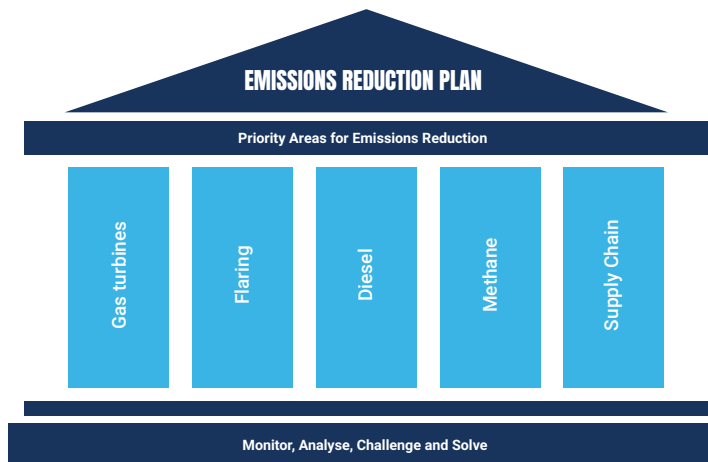 EMISSIONS REDUCTION PLAN
Priority Areas for Emissions Reduction
Gas turbines
Flaring
Diesel
Methane
Supply Chain
Monitor, Analyse, Challenge and Solve